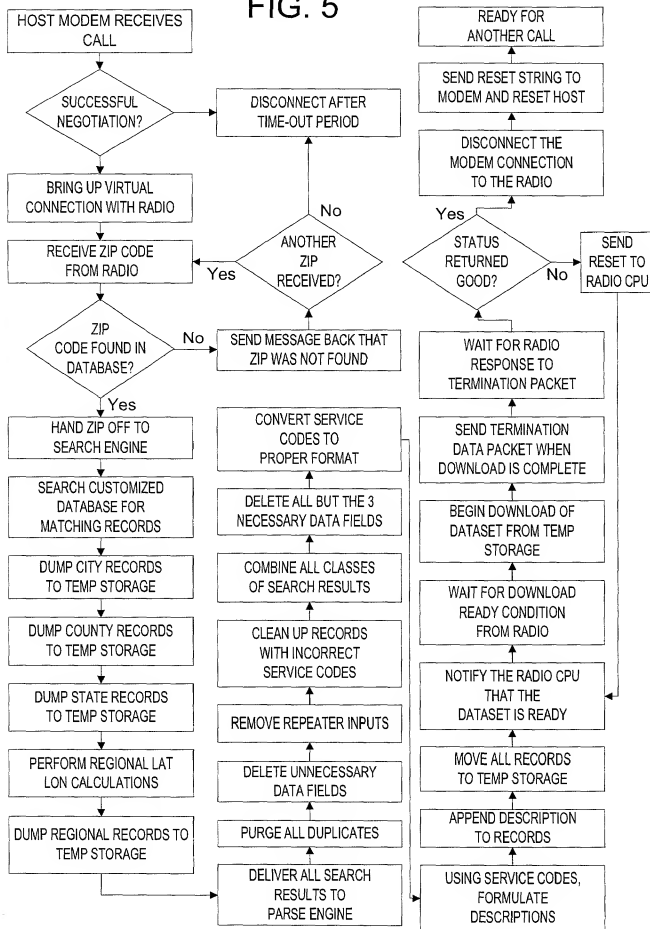 FIG. 5
HOST MODEM RECEIVES
CALL
SUCCESSFUL
NEGOTIATION?
DISCONNECT AFTER
TIME-OUT PERIOD
BRING UP VIRTUAL
CONNECTION WITH RADIO
No
RECEIVE ZIP CODE
FROM RADIO
Yes
ANOTHER
ZIP
RECEIVED?
ZIP
CODE FOUND IN
DATABASE?
No
SEND MESSAGE BACK THAT
ZIP WAS NOT FOUND
Yes
HAND ZIP OFF TO
SEARCH ENGINE
SEARCH CUSTOMIZED
DATABASE FOR
MATCHING RECORDS
DUMP CITY RECORDS
TO TEMP STORAGE
DUMP COUNTY RECORDS
TO TEMP STORAGE
DUMP STATE RECORDS
TO TEMP STORAGE
PERFORM REGIONAL LAT
LON CALCULATIONS
DUMP REGIONAL RECORDS TO
TEMP STORAGE
CONVERT SERVICE
CODES TO
PROPER FORMAT
DELETE ALL BUT THE 3
NECESSARY DATA FIELDS
COMBINE ALL CLASSES
OF SEARCH RESULTS
CLEAN UP RECORDS
WITH INCORRECT
SERVICE CODES
REMOVE REPEATER INPUTS
DELETE UNNECESSARY
DATA FIELDS
PURGE ALL DUPLICATES
DELIVER ALL SEARCH
RESULTS TO
PARSE ENGINE
READY FOR
ANOTHER CALL
SEND RESET STRING TO
MODEM AND RESET HOST
DISCONNECT THE
MODEM CONNECTION
TO THE RADIO
Yes
STATUS
RETURNED
GOOD?
No
SEND
RESET TO
RADIO CPU
WAIT FOR RADIO
RESPONSE TO
TERMINATION PACKET
SEND TERMINATION
DATA PACKET WHEN
DOWNLOAD IS COMPLETE
BEGIN DOWNLOAD OF
DATASET FROM TEMP
STORAGE
WAIT FOR DOWNLOAD
READY CONDITION
FROM RADIO
NOTIFY THE RADIO CPU
THAT THE
DATASET IS READY
MOVE ALL RECORDS
TO TEMP STORAGE
APPEND DESCRIPTION
TO RECORDS
USING SERVICE CODES,
FORMULATE
DESCRIPTIONS